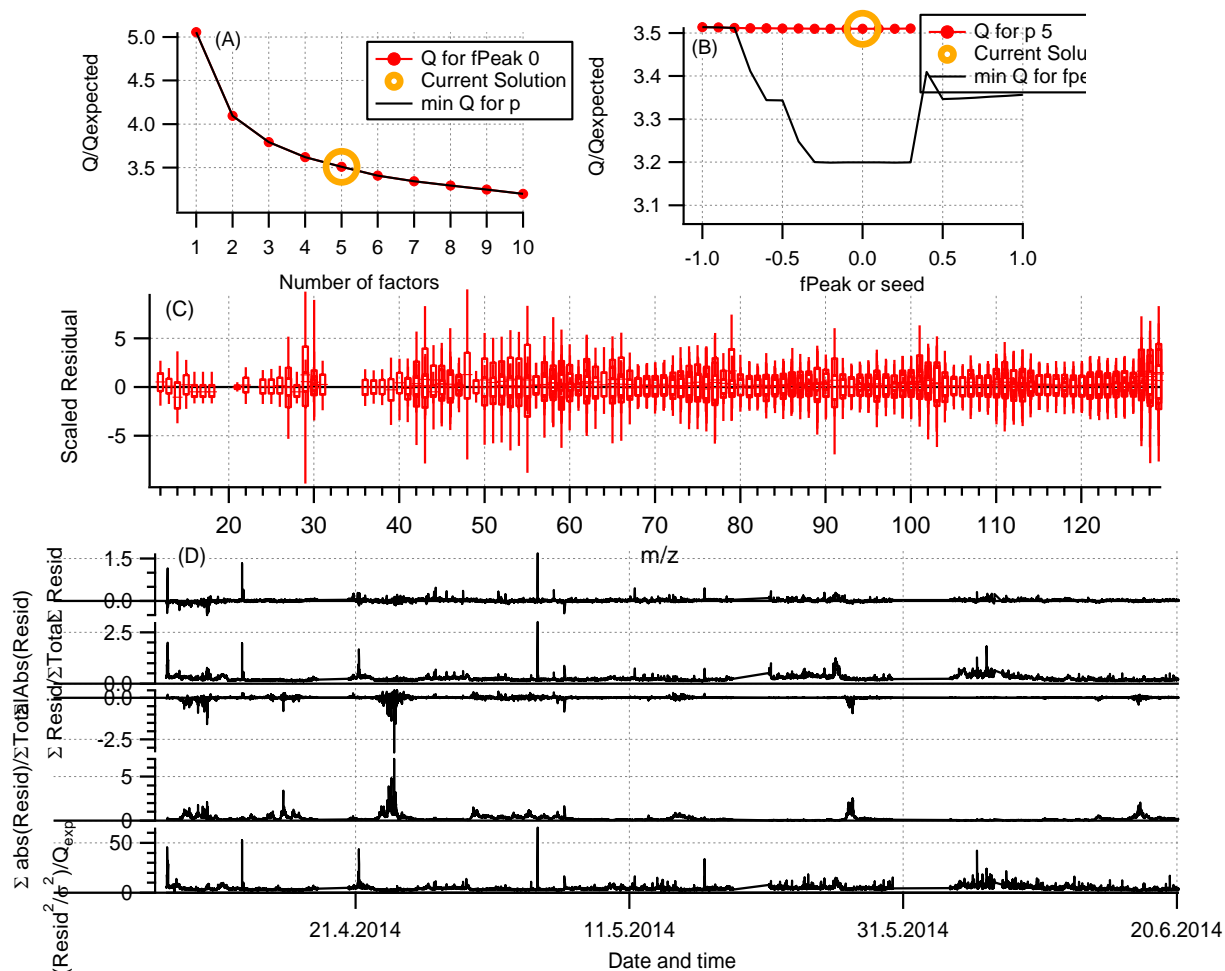 (A)
Q/Qexpected
5.0
4.5
4.0
3.5
Q for fPeak 0
Current Solution
min Q for p
1 2 3 4 5 6 7 8 9 10
Number of factors
(B)
Q/Qexpected
3.5
3.4
3.3
3.2
3.1
Q for p 5
Current Solu
min Q for fpe
-1.0 -0.5 0.0 0.5 1.0
fPeak or seed
(C)
Scaled Residual
5
0
-5
20 30 40 50 60 70 80 90 100 110 120
m/z
(D)
Σ Resid
1.5
0.0
Abs(Resid)
2.5
0.0
Σ Resid/ΣTotal
0.0
-2.5
Σ abs(Resid)/ΣTotal
5
0
(Resid²/σ²)/Qexp
50
0
21.4.2014 11.5.2014 31.5.2014 20.6.2014
Date and time